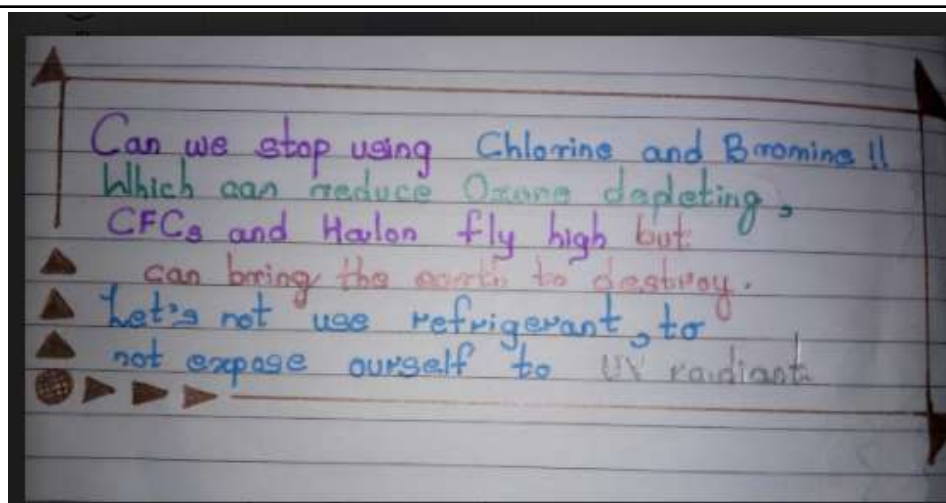 Can we stop using Chlorine and Bromine !!
Which can reduce Ozone depleting,
CFCs and Halon fly high but
can bring the earth to destroy.
Let's not use refrigerant, to
not expose ourself to UV radiant